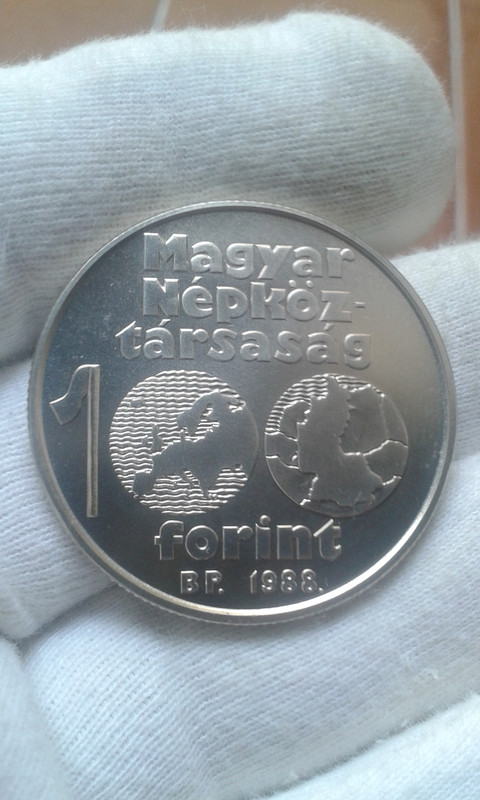 Magyar
Népköz-
társaság
100
forint
BP. 1988.